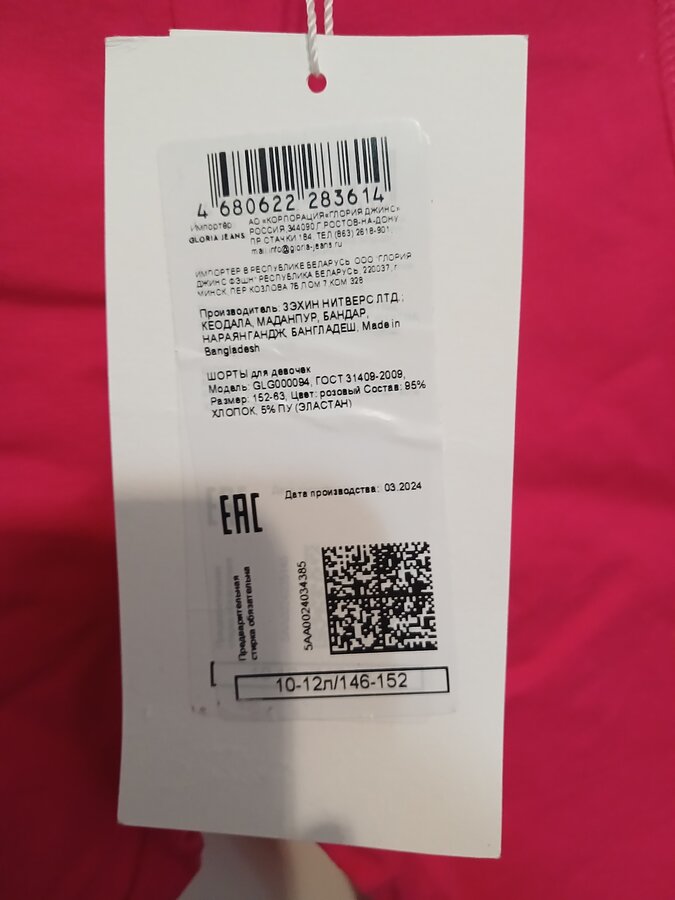 4 680622 283614
Импортёр:
GLORIA JEANS
АО «КОРПОРАЦИЯ«ГЛОРИЯ ДЖИНС»
РОССИЯ,344090,Г.РОСТОВ-НА-ДОНУ,
ПР.СТАЧКИ 184, ТЕЛ.(863) 2618-901,
mail:info@gloria-jeans.ru
ИМПОРТЕР В РЕСПУБЛИКЕ БЕЛАРУСЬ: ООО "ГЛОРИЯ
ДЖИНС ФЭШН" РЕСПУБЛИКА БЕЛАРУСЬ, 220037, г.
МИНСК, ПЕР. КОЗЛОВА 7Б ПОМ 7 КОМ 328
Производитель: ЗЭХИН НИТВЕРС ЛТД.;
КЕОДАЛА, МАДАНПУР, БАНДАР,
НАРАЯНГАНДЖ, БАНГЛАДЕШ, Made in
Bangladesh
ШОРТЫ для девочек
Модель: GLG000094, ГОСТ 31409-2009,
Размер: 152-63, Цвет: розовый Состав: 95%
ХЛОПОК, 5% ПУ (ЭЛАСТАН)
Дата производства: 03.2024
EAC
Предварительная
стирка обязательна
5AA0024034385
10-12л/146-152